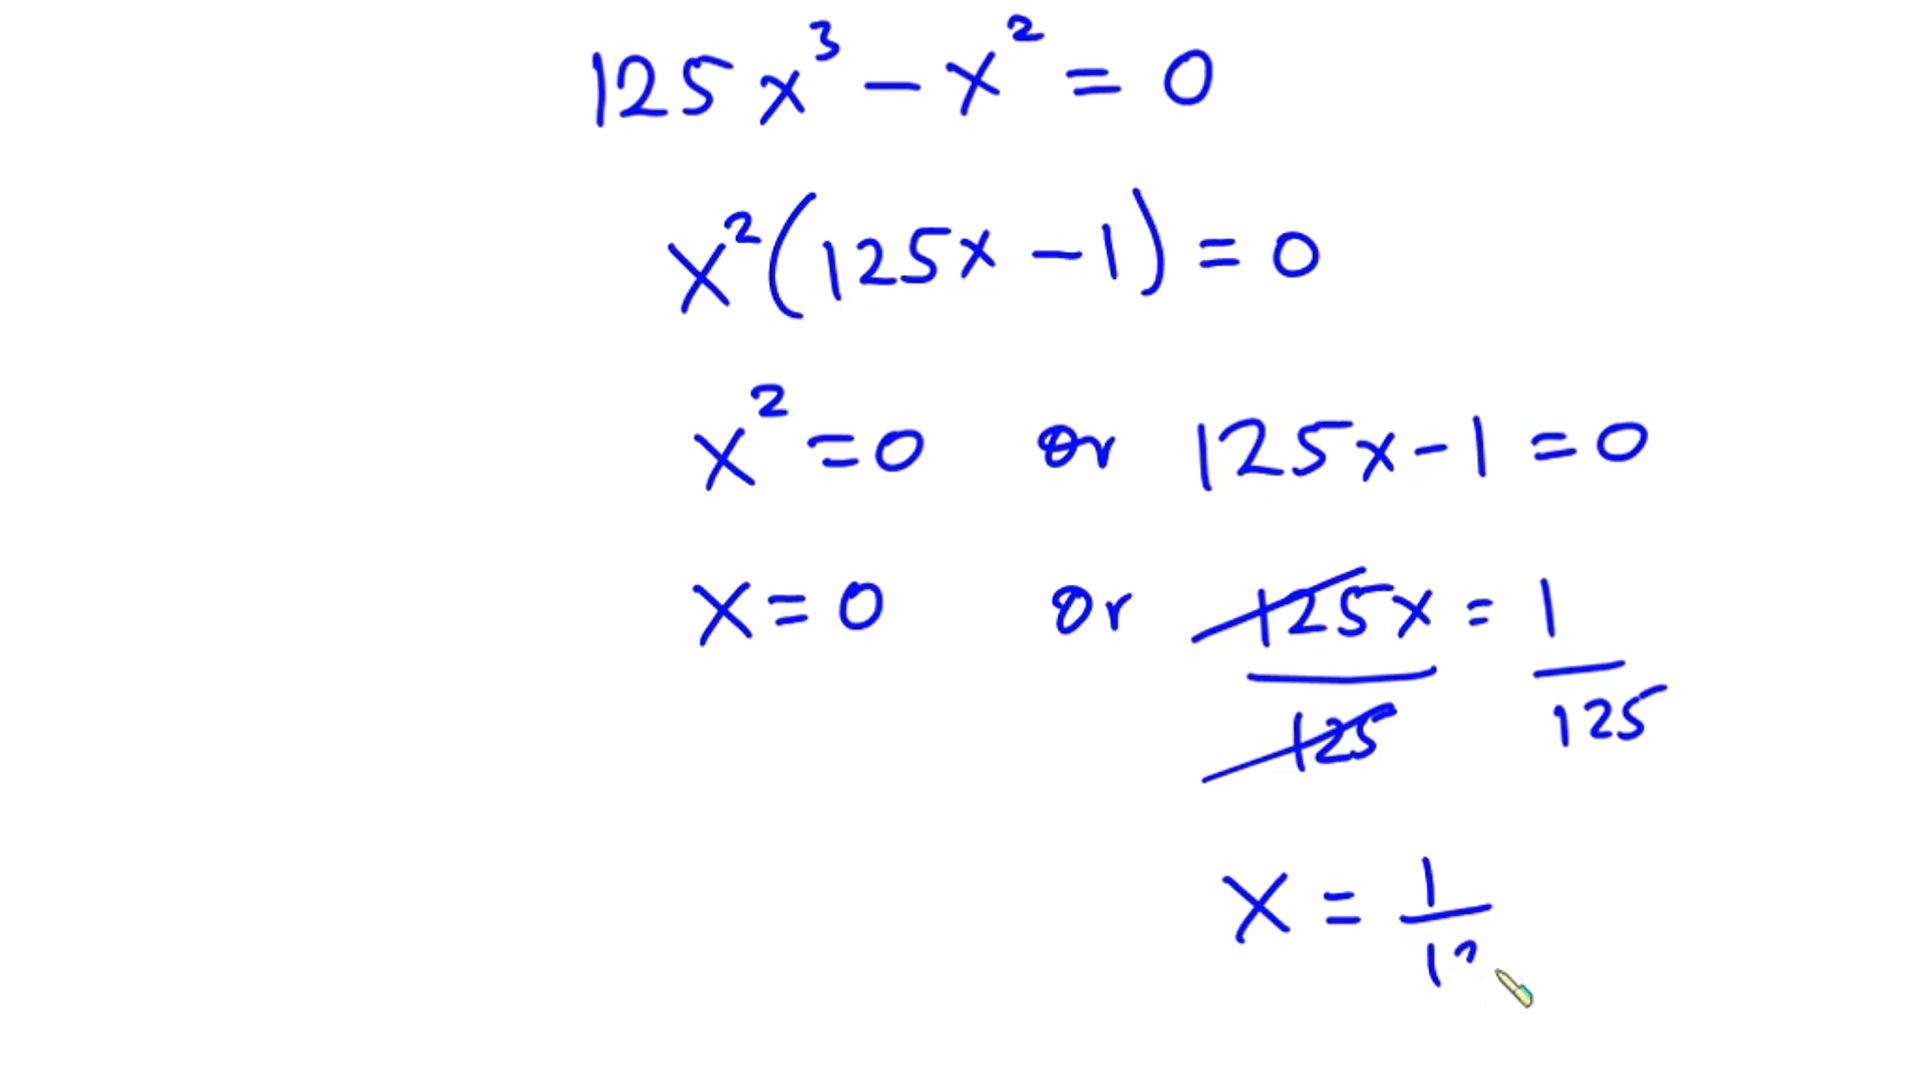 125x³ - x² = 0
x²(125x - 1) = 0
x² = 0 or 125x - 1 = 0
x = 0 or 125x/125 = 1/125
x = 1/1